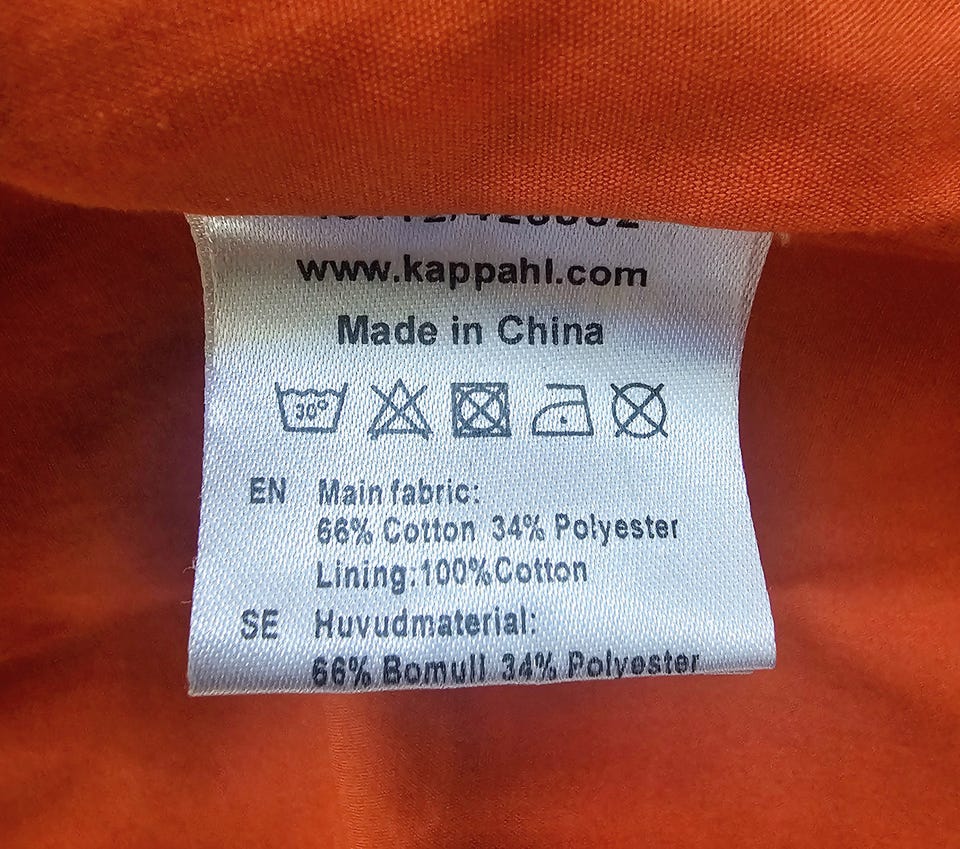 www.kappahl.com
Made in China
30°
EN Main fabric:
66% Cotton 34% Polyester
Lining:100%Cotton
SE Huvudmaterial:
66% Bomull 34% Polyester